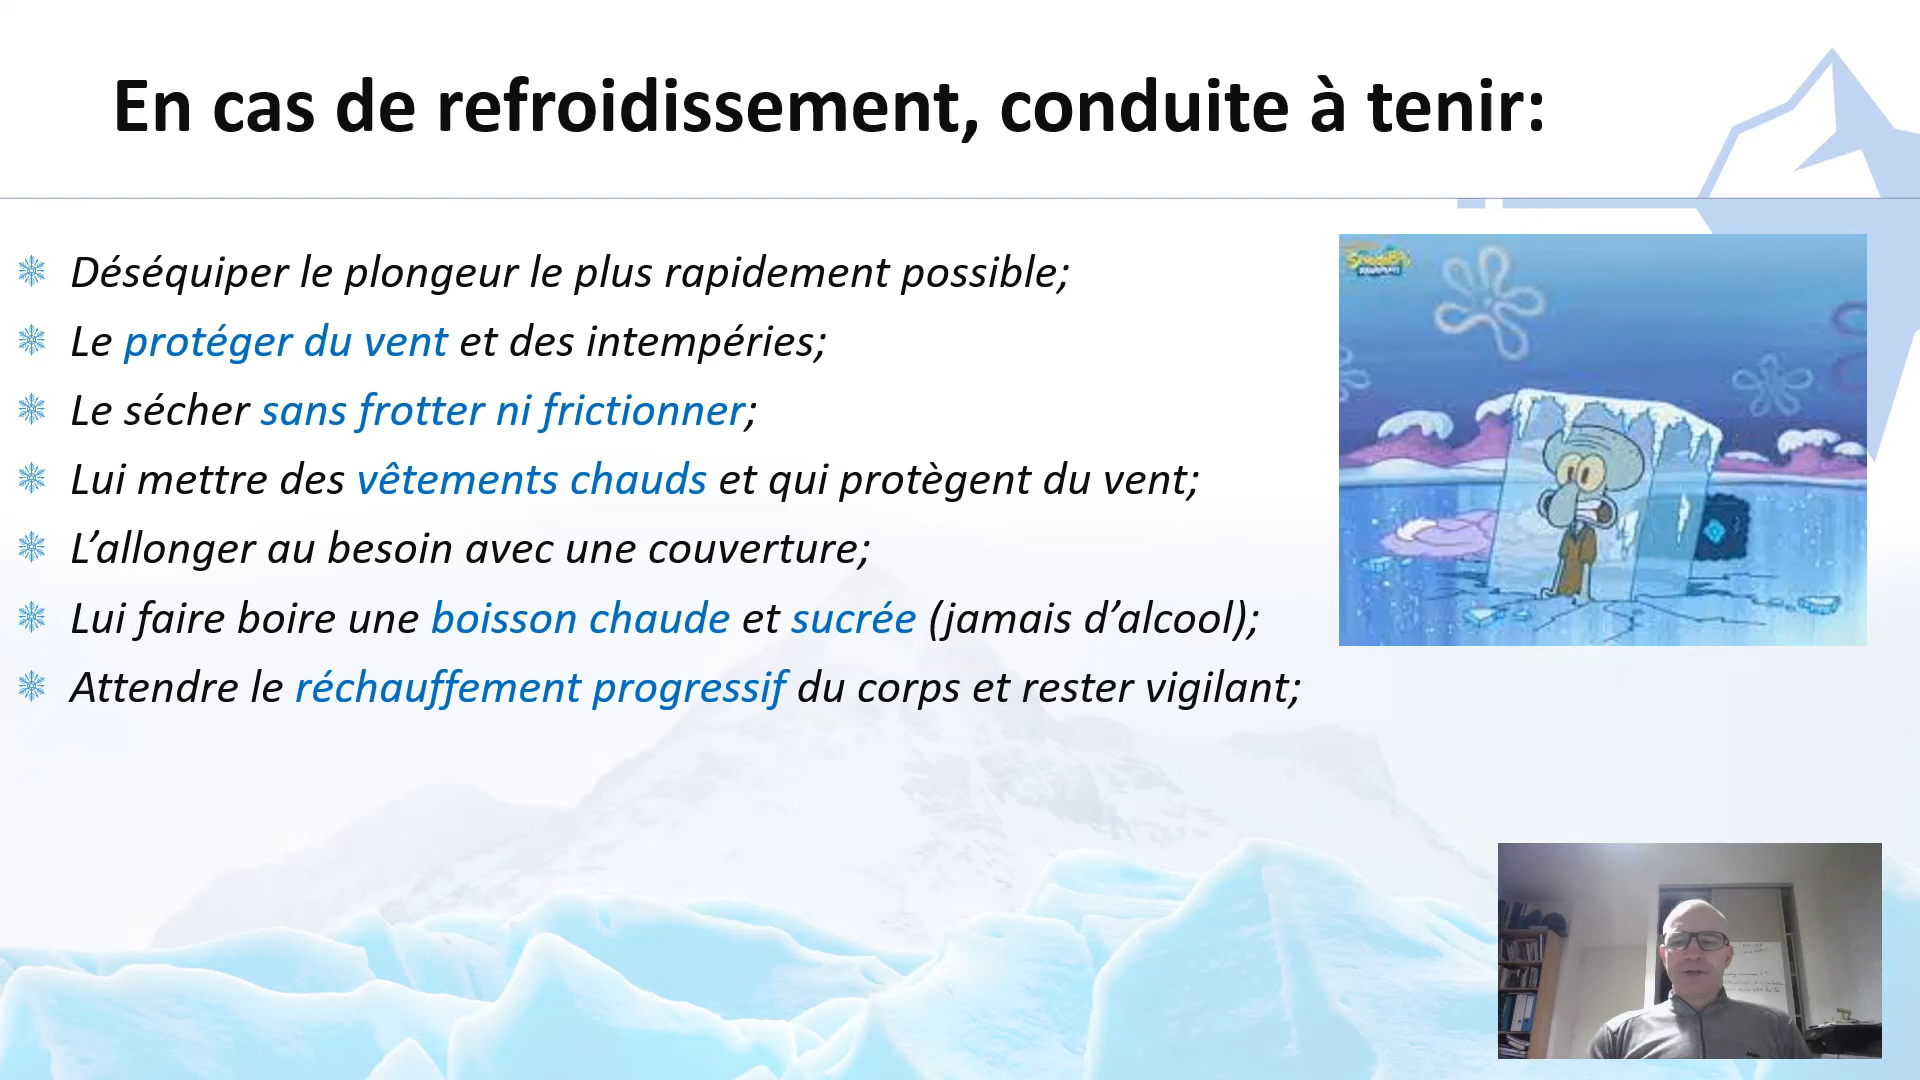 En cas de refroidissement, conduite à tenir:
Déséquiper le plongeur le plus rapidement possible;
Le protéger du vent et des intempéries;
Le sécher sans frotter ni frictionner;
Lui mettre des vêtements chauds et qui protègent du vent;
L’allonger au besoin avec une couverture;
Lui faire boire une boisson chaude et sucrée (jamais d’alcool);
Attendre le réchauffement progressif du corps et rester vigilant;